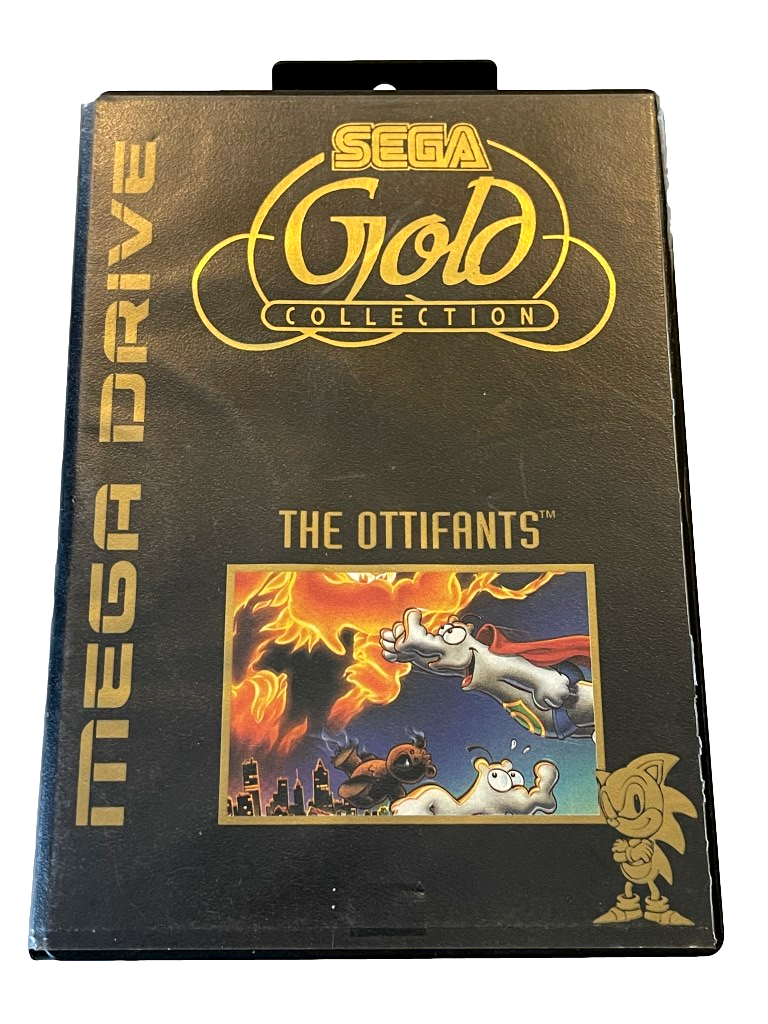 SEGA
Gold
COLLECTION
MEGA DRIVE
THE OTTIFANTS™